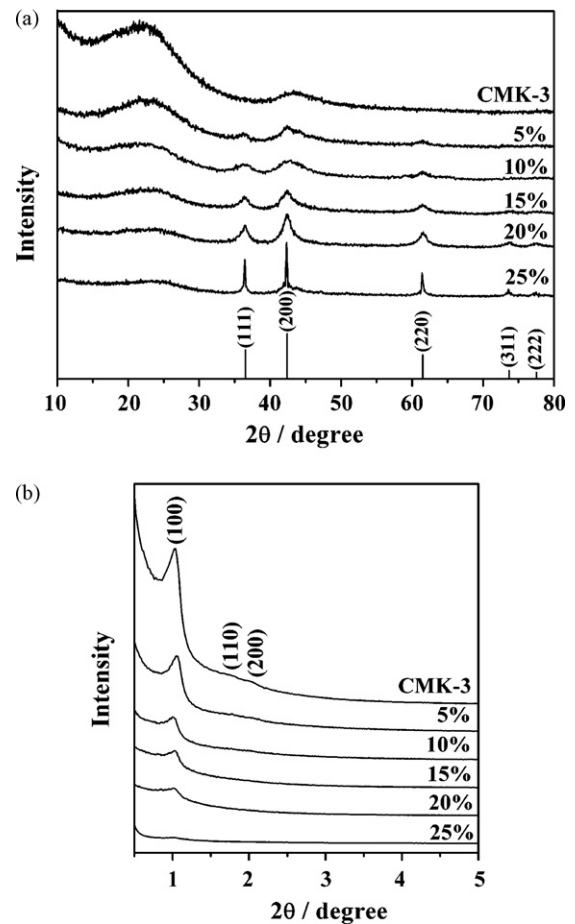 (a)
CMK-3
5%
10%
15%
20%
25%
(111)
(200)
(220)
(311)
(222)
Intensity
10 20 30 40 50 60 70 80
2θ / degree
(b)
(100)
(110)
(200)
CMK-3
5%
10%
15%
20%
25%
Intensity
1 2 3 4 5
2θ / degree